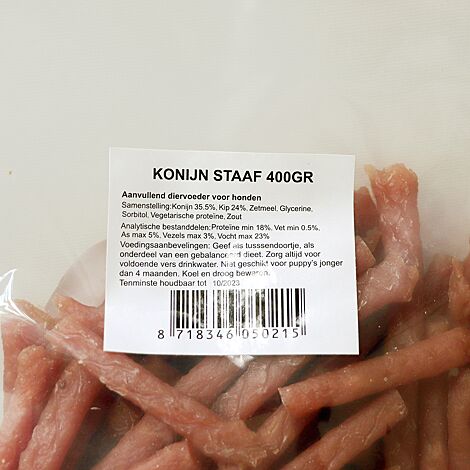 KONIJN STAAF 400GR
Aanvullend diervoeder voor honden
Samenstelling:Konijn 35.5%, Kip 24%, Zetmeel, Glycerine,
Sorbitol, Vegetarische proteïne, Zout
Analytische bestanddelen:Proteïne min 18%, Vet min 0.5%,
As max 5%, Vezels max 3%, Vocht max 23%
Voedingsaanbevelingen: Geef als tusssendoortje, als
onderdeel van een gebalanceerd dieet. Zorg altijd voor
voldoende vers drinkwater. Niet geschikt voor puppy's jonger
dan 4 maanden. Koel en droog bewaren.
Tenminste houdbaar tot 10/2023
8 718346 050215